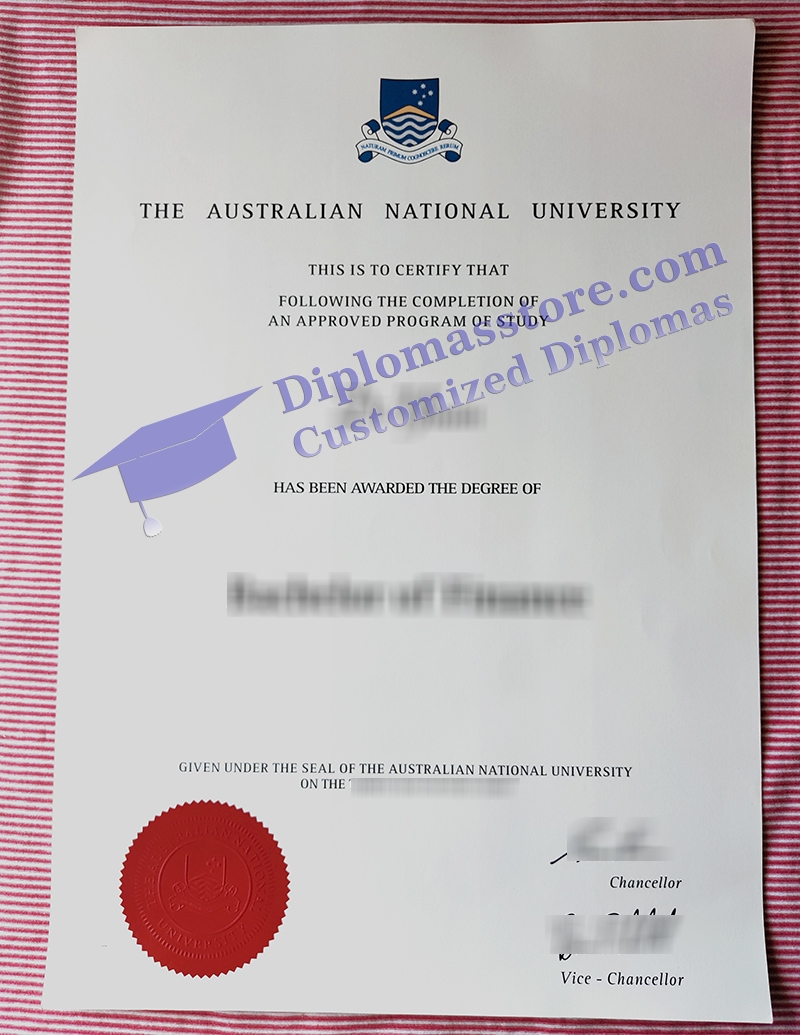 NATURAM PRIMUM COGNOSCERE RERUM
THE AUSTRALIAN NATIONAL UNIVERSITY
THIS IS TO CERTIFY THAT
FOLLOWING THE COMPLETION OF
AN APPROVED PROGRAM OF STUDY
Diplomasstore.com
Customized Diplomas
HAS BEEN AWARDED THE DEGREE OF
GIVEN UNDER THE SEAL OF THE AUSTRALIAN NATIONAL UNIVERSITY
ON THE
Chancellor
Vice - Chancellor